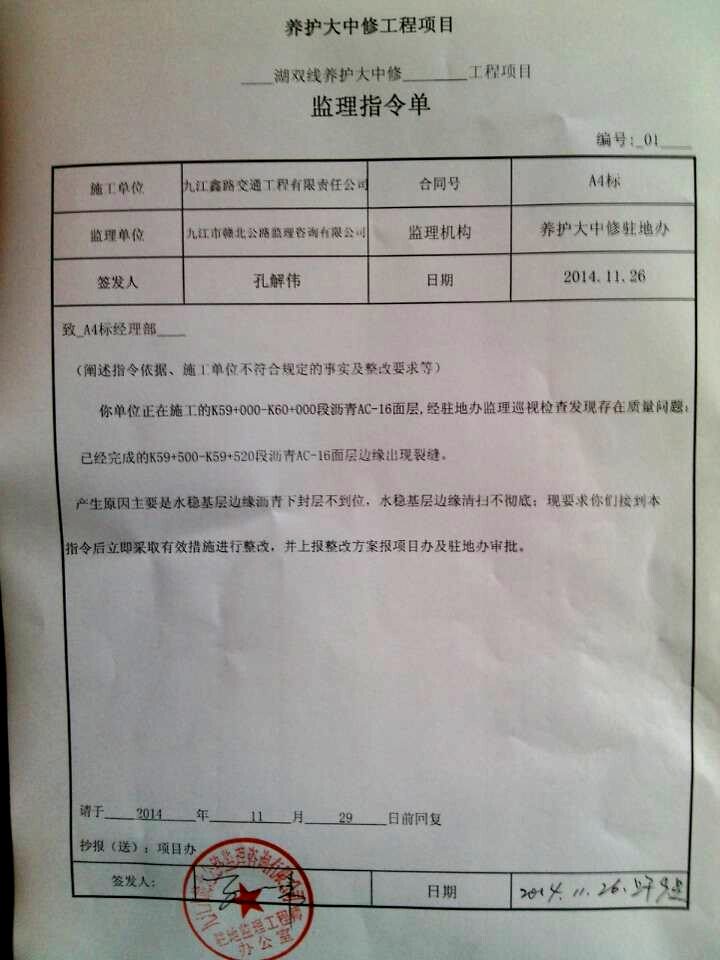 养护大中修工程项目
____湖双线养护大中修________工程项目
监理指令单
编号:_01____
施工单位 九江鑫路交通工程有限责任公司 合同号 A4标
监理单位 九江市赣北公路监理咨询有限公司 监理机构 养护大中修驻地办
签发人 孔解伟 日期 2014.11.26
致_A4标经理部____
（阐述指令依据、施工单位不符合规定的事实及整改要求等）
你单位正在施工的K59+000-K60+000段沥青AC-16面层,经驻地办监理巡视检查发现存在质量问题：
已经完成的K59+500-K59+520段沥青AC-16面层边缘出现裂缝。
产生原因主要是水稳基层边缘沥青下封层不到位，水稳基层边缘清扫不彻底；现要求你们接到本
指令后立即采取有效措施进行整改，并上报整改方案报项目办及驻地办审批。
请于____2014____年____11____月____29____日前回复
抄报（送）：项目办
签发人: 日期 2014.11.26.
监理咨询有限
驻地监理工程
办公室